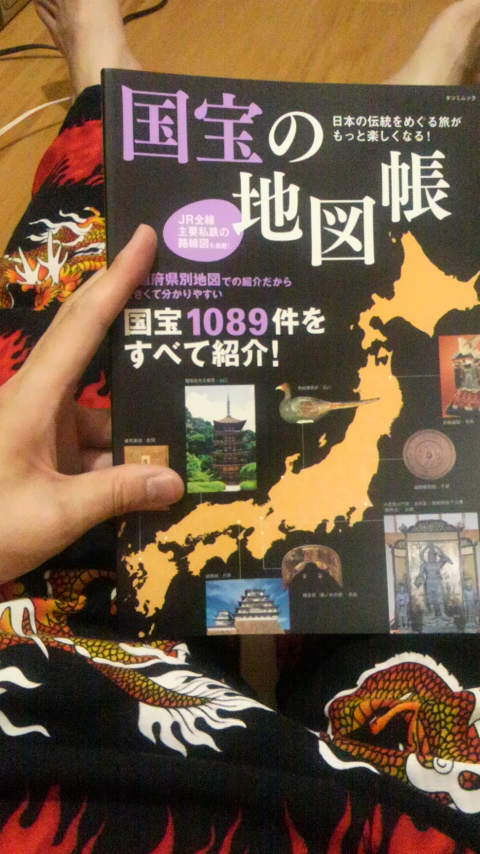 タツミムック
国宝の
地図帳
日本の伝統をめぐる旅が
もっと楽しくなる!
JR全線
主要私鉄の
路線図も掲載!
府県別地図での紹介だから
きくて分かりやすい
国宝1089件を
すべて紹介!